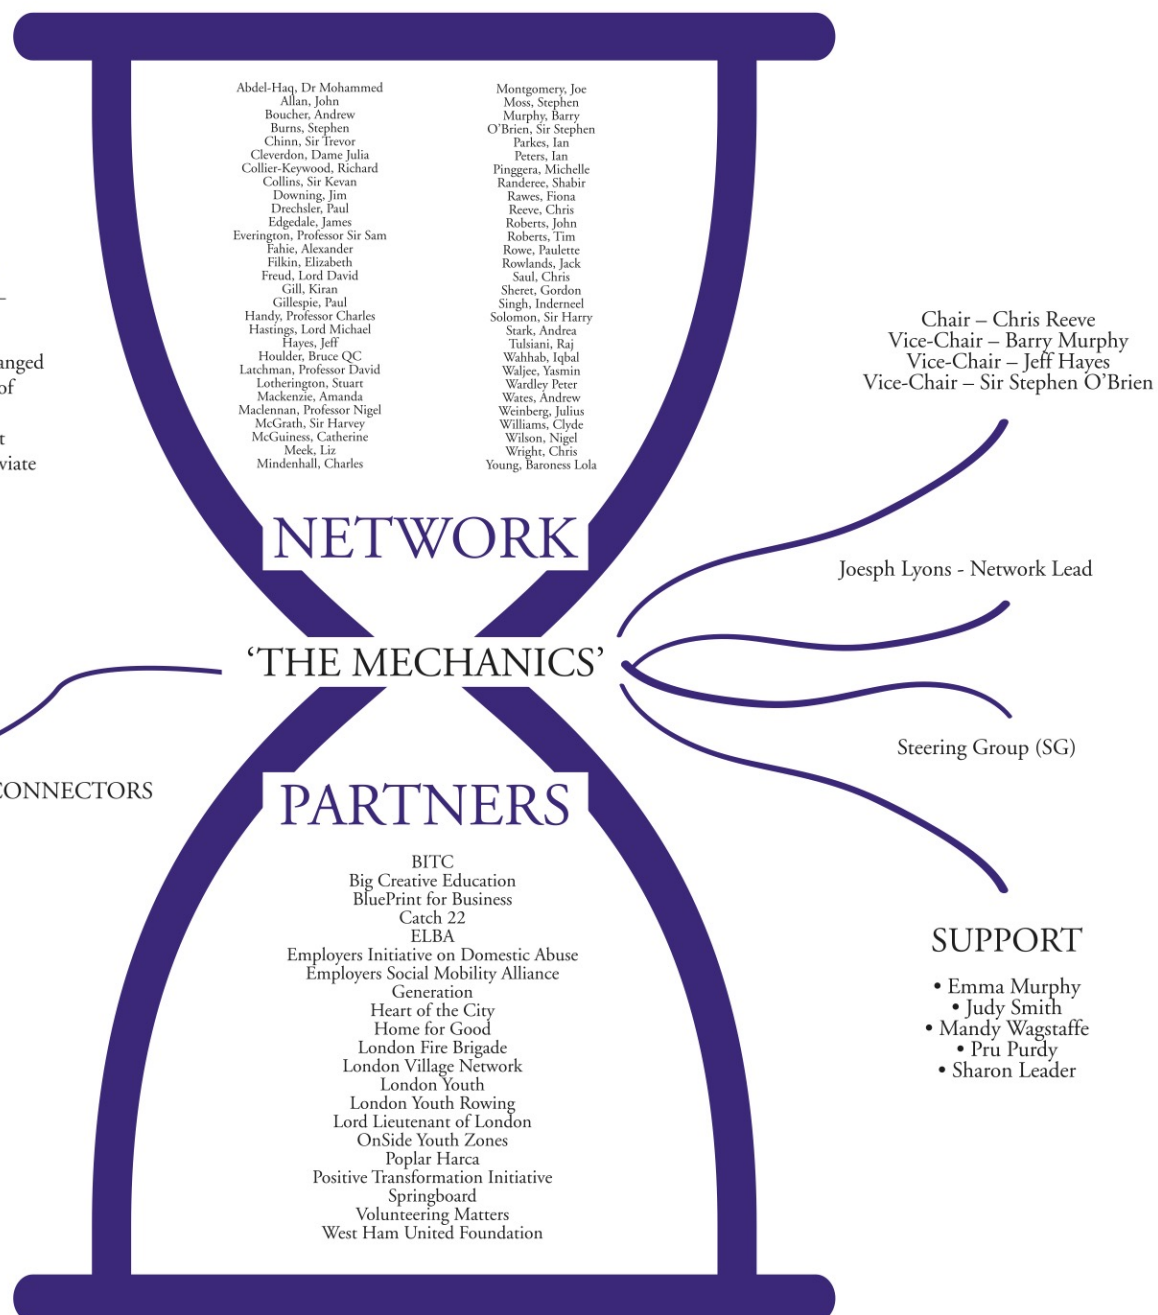 Abdel-Haq, Dr Mohammed
Allan, John
Boucher, Andrew
Burns, Stephen
Chinn, Sir Trevor
Cleverdon, Dame Julia
Collier-Keywood, Richard
Collins, Sir Kevan
Downing, Jim
Drechsler, Paul
Edgedale, James
Everington, Professor Sir Sam
Fahie, Alexander
Filkin, Elizabeth
Freud, Lord David
Gill, Kiran
Gillespie, Paul
Handy, Professor Charles
Hastings, Lord Michael
Hayes, Jeff
Houlder, Bruce QC
Latchman, Professor David
Lotherington, Stuart
Mackenzie, Amanda
Maclennan, Professor Nigel
McGrath, Sir Harvey
McGuiness, Catherine
Meek, Liz
Mindenhall, Charles
Montgomery, Joe
Moss, Stephen
Murphy, Barry
O'Brien, Sir Stephen
Parkes, Ian
Peters, Ian
Pinggera, Michelle
Randeree, Shabir
Rawes, Fiona
Reeve, Chris
Roberts, John
Roberts, Tim
Rowe, Paulette
Rowlands, Jack
Saul, Chris
Sheret, Gordon
Singh, Inderneel
Solomon, Sir Harry
Stark, Andrea
Tulsiani, Raj
Wahhab, Iqbal
Waljee, Yasmin
Wardley Peter
Wates, Andrew
Weinberg, Julius
Williams, Clyde
Wilson, Nigel
Wright, Chris
Young, Baroness Lola
NETWORK
'THE MECHANICS'
PARTNERS
BITC
Big Creative Education
BluePrint for Business
Catch 22
ELBA
Employers Initiative on Domestic Abuse
Employers Social Mobility Alliance
Generation
Heart of the City
Home for Good
London Fire Brigade
London Village Network
London Youth
London Youth Rowing
Lord Lieutenant of London
OnSide Youth Zones
Poplar Harca
Positive Transformation Initiative
Springboard
Volunteering Matters
West Ham United Foundation
–
anged
of
t
viate
CONNECTORS
Chair – Chris Reeve
Vice-Chair – Barry Murphy
Vice-Chair – Jeff Hayes
Vice-Chair – Sir Stephen O'Brien
Joesph Lyons - Network Lead
Steering Group (SG)
SUPPORT
• Emma Murphy
• Judy Smith
• Mandy Wagstaffe
• Pru Purdy
• Sharon Leader